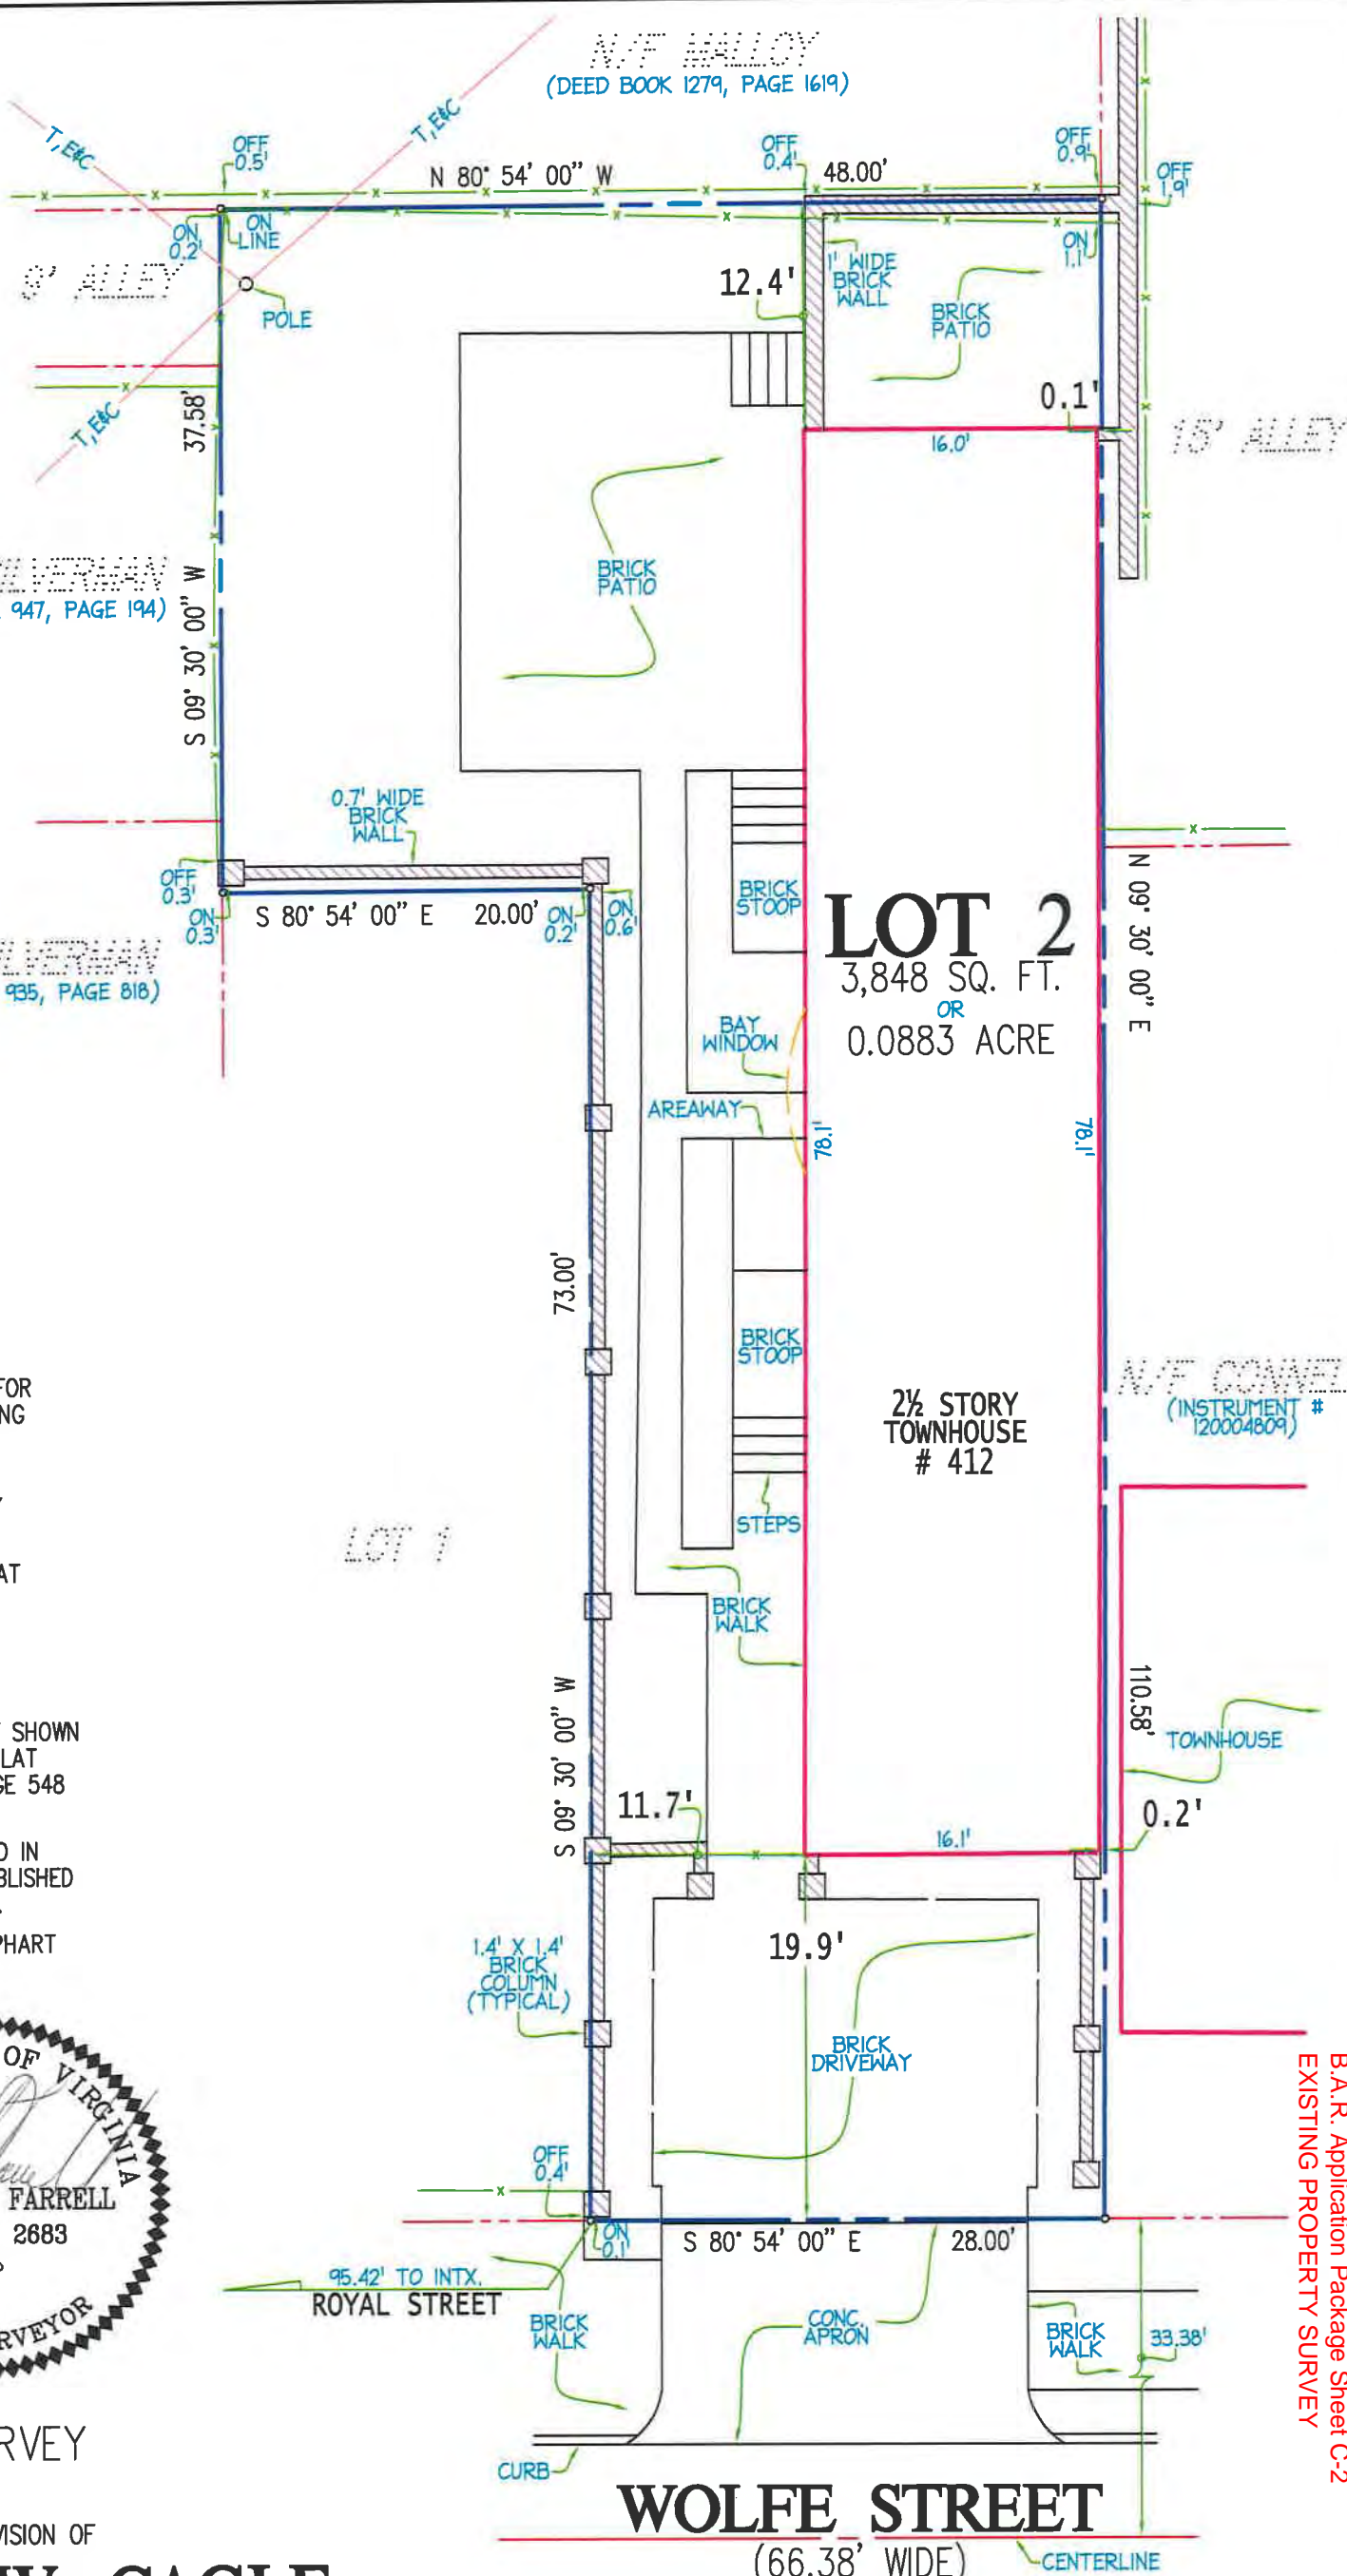 N/F MALLOY
(DEED BOOK 1279, PAGE 1619)
T,E&C
T,E&C
OFF
0.5'
N 80° 54' 00" W
OFF
0.4'
48.00'
OFF
0.9'
OFF
1.9'
ON
0.2'
ON
LINE
9' ALLEY
POLE
12.4'
1' WIDE
BRICK
WALL
BRICK
PATIO
ON
1.1'
T,E&C
37.58'
0.1'
16.0'
15' ALLEY
BRICK
PATIO
947, PAGE 194)
S 09° 30' 00" W
0.7' WIDE
BRICK
WALL
OFF
0.3'
ON
0.3'
S 80° 54' 00" E
20.00'
ON
0.2'
ON
0.6'
935, PAGE 818)
BRICK
STOOP
LOT 2
3,848 SQ. FT.
OR
0.0883 ACRE
N 09° 30' 00" E
BAY
WINDOW
AREAWAY
78.1'
78.1'
73.00'
BRICK
STOOP
2½ STORY
TOWNHOUSE
# 412
(INSTRUMENT #
120004809)
FOR
STEPS
LOT 1
BRICK
WALK
S 09° 30' 00" W
110.58'
TOWNHOUSE
SHOWN
GE 548
11.7'
16.1'
0.2'
IN
1.4' X 1.4'
BRICK
COLUMN
(TYPICAL)
19.9'
BRICK
DRIVEWAY
OF VIRGINIA
FARRELL
2683
OFF
0.4'
ON
0.1'
S 80° 54' 00" E
28.00'
95.42' TO INTX.
ROYAL STREET
BRICK
WALK
CONC.
APRON
BRICK
WALK
33.38'
B.A.R. Application Package Sheet C-2
EXISTING PROPERTY SURVEY
CURB
WOLFE STREET
(66.38' WIDE)
CENTERLINE
OF